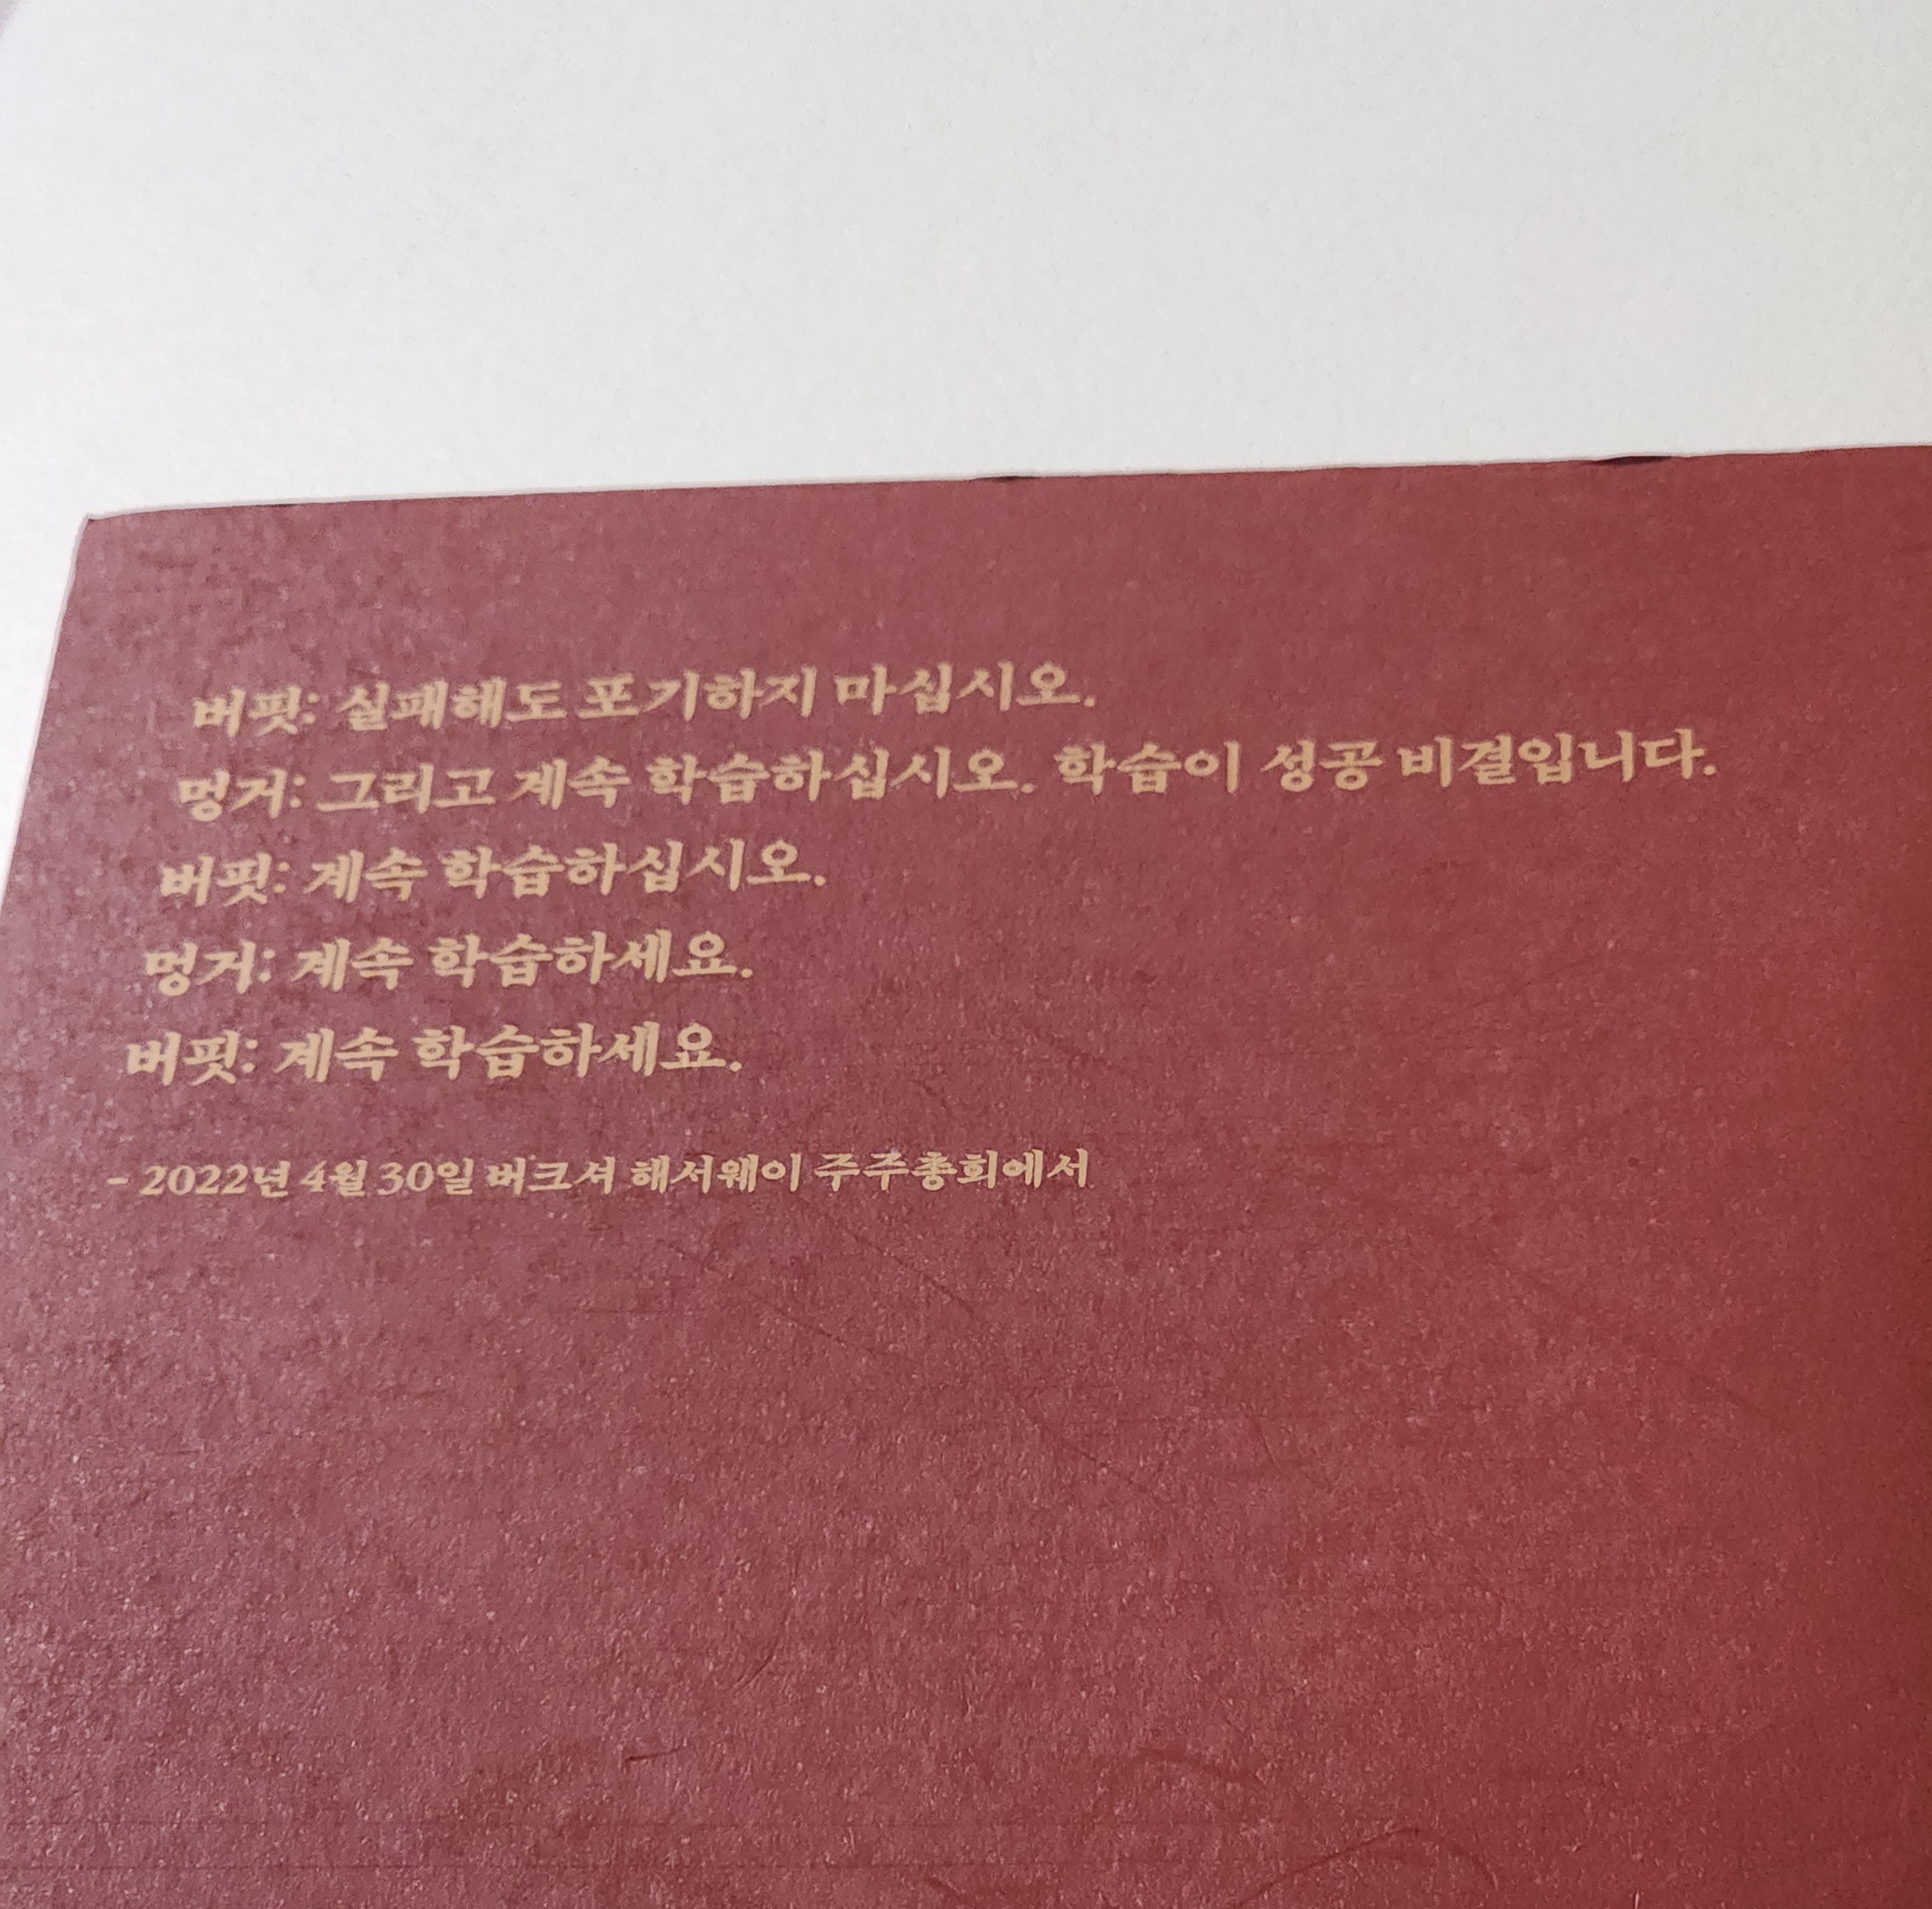 버핏: 실패해도 포기하지 마십시오.
멍거: 그리고 계속 학습하십시오. 학습이 성공 비결입니다.
버핏: 계속 학습하십시오.
멍거: 계속 학습하세요.
버핏: 계속 학습하세요.
- 2022년 4월 30일 버크셔 해서웨이 주주총회에서